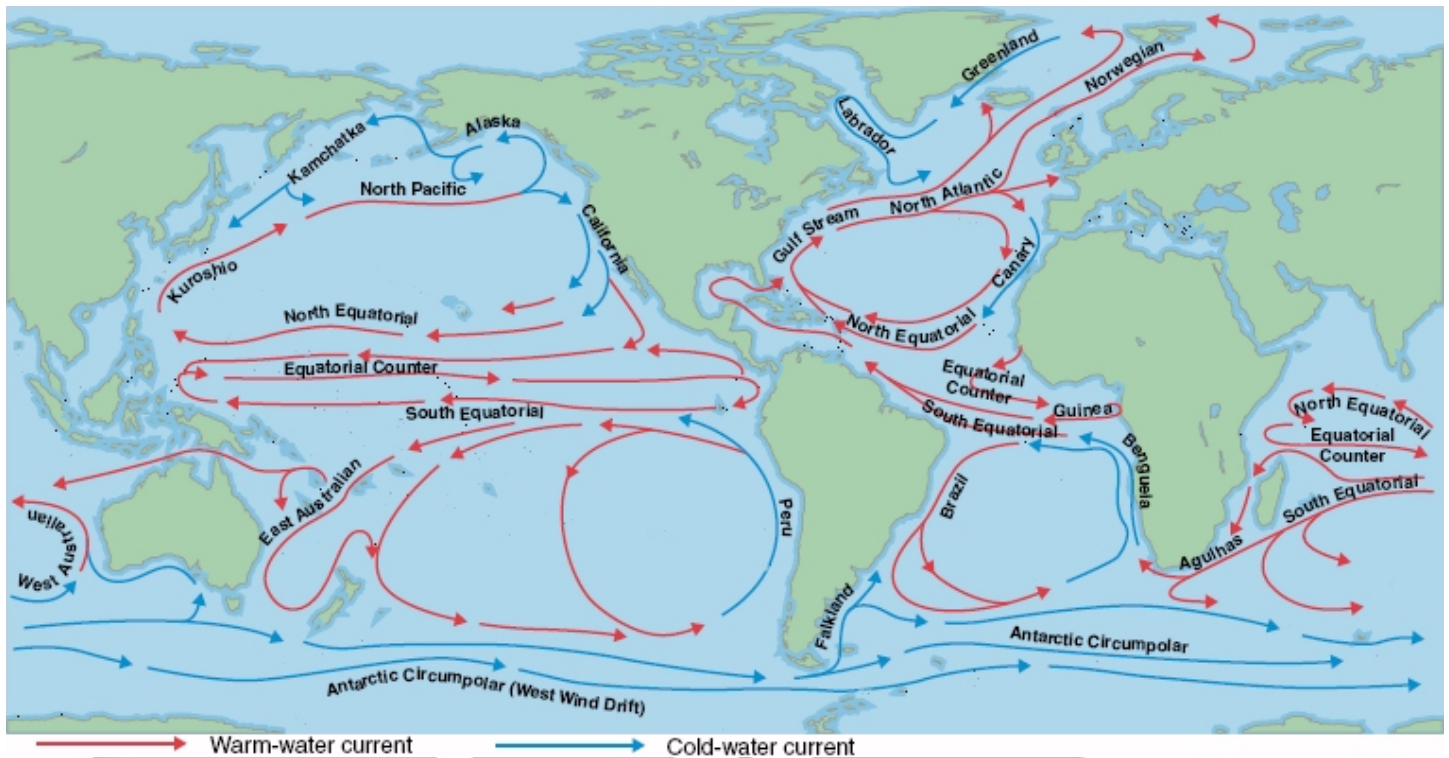 Greenland
Norwegian
Labrador
Alaska
Kamchatka
North Pacific
North Atlantic
Gulf Stream
California
Canary
Kuroshio
North Equatorial
North Equatorial
Equatorial Counter
Equatorial
Counter
Guinea
South Equatorial
South Equatorial
North Equatorial
Equatorial
Counter
South Equatorial
East Australian
West Australian
Peru
Brazil
Benguela
Agulhas
Falkland
Antarctic Circumpolar
Antarctic Circumpolar (West Wind Drift)
Warm-water current
Cold-water current